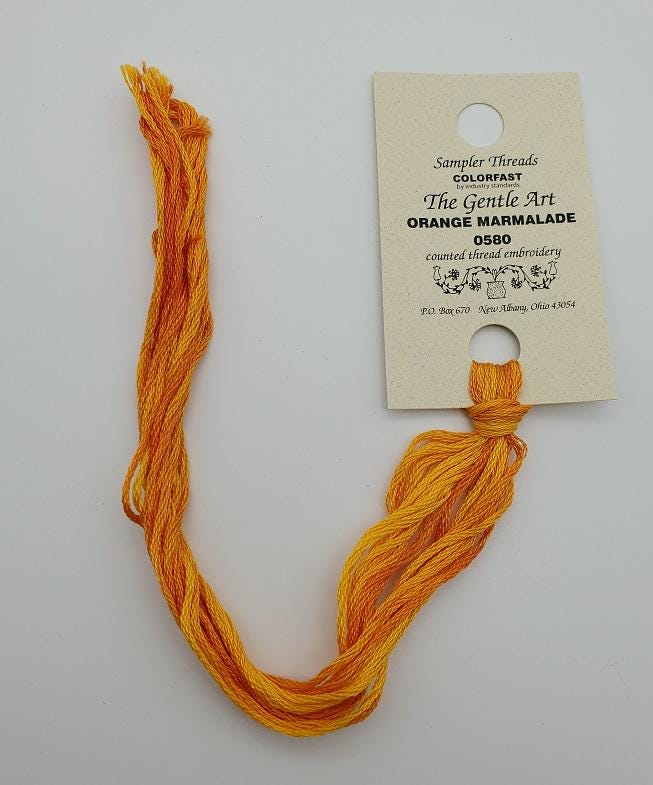 Sampler Threads
COLORFAST
by industry standards
The Gentle Art
ORANGE MARMALADE
0580
counted thread embroidery
P.O. Box 670 New Albany, Ohio 43054